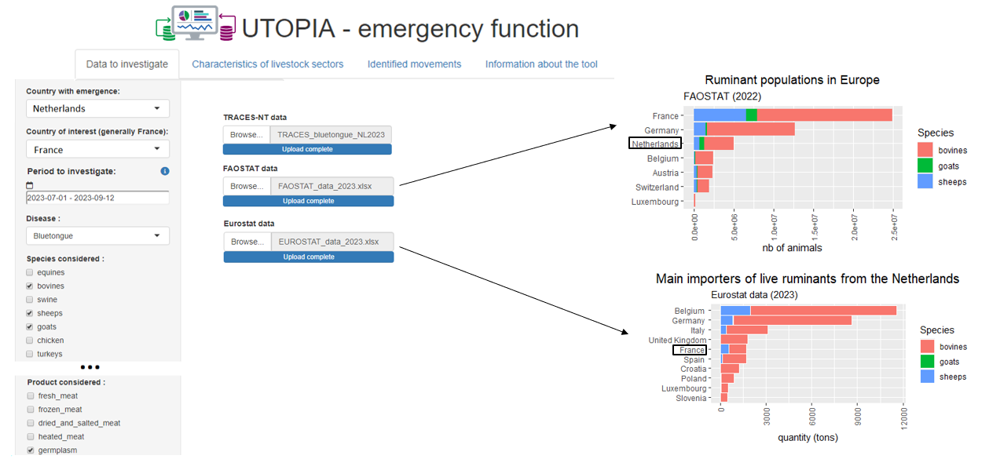 UTOPIA - emergency function
Data to investigate
Characteristics of livestock sectors
Identified movements
Information about the tool
Country with emergence:
Netherlands
Country of interest (generally France):
France
Period to investigate:
2023-07-01 - 2023-09-12
Disease :
Bluetongue
Species considered :
equines
bovines
swine
sheeps
goats
chicken
turkeys
•••
Product considered :
fresh_meat
frozen_meat
dried_and_salted_meat
heated_meat
germplasm
TRACES-NT data
Browse... TRACES_bluetongue_NL2023
Upload complete
FAOSTAT data
Browse... FAOSTAT_data_2023.xlsx
Upload complete
Eurostat data
Browse... EUROSTAT_data_2023.xlsx
Upload complete
Ruminant populations in Europe
FAOSTAT (2022)
France
Germany
Netherlands
Belgium
Austria
Switzerland
Luxembourg
0.0e+00
5.0e+06
1.0e+07
1.5e+07
2.0e+07
2.5e+07
nb of animals
Species
bovines
goats
sheeps
Main importers of live ruminants from the Netherlands
Eurostat data (2023)
Belgium
Germany
Italy
United Kingdom
France
Spain
Croatia
Poland
Luxembourg
Slovenia
0
3000
6000
9000
12000
quantity (tons)
Species
bovines
goats
sheeps